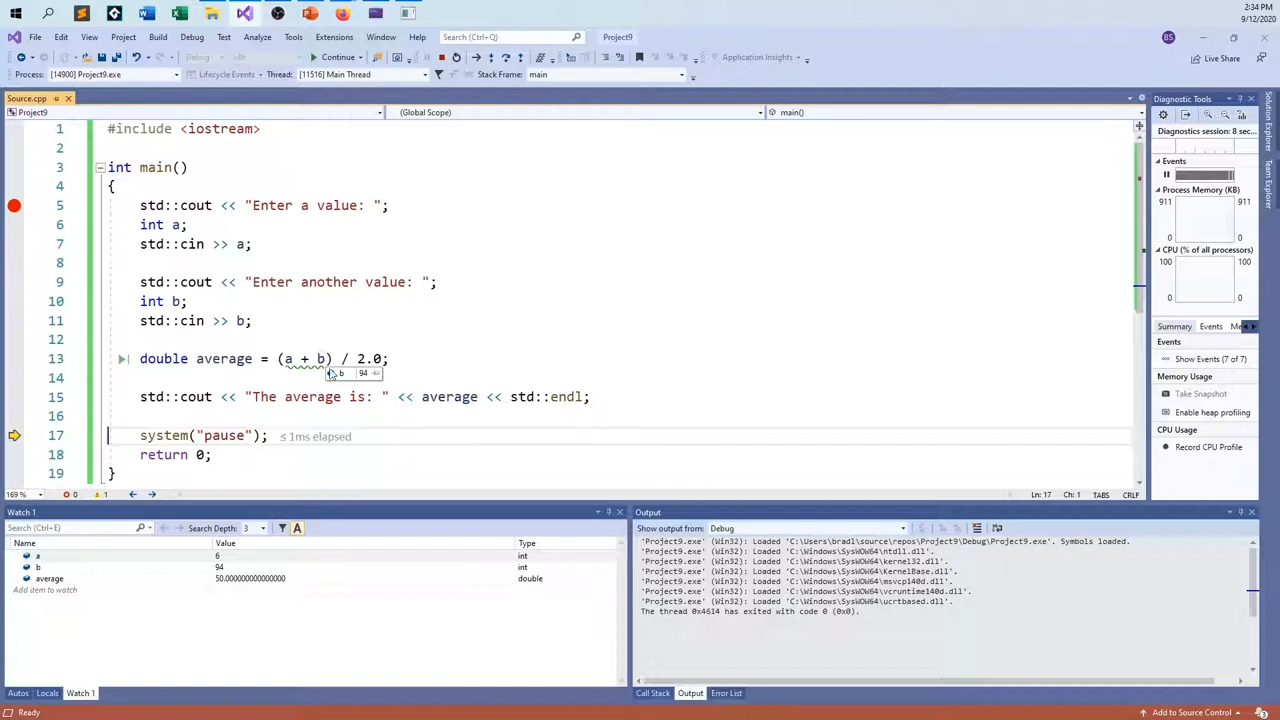 2:34 PM
9/12/2020
File Edit View Project Build Debug Test Analyze Tools Extensions Window Help Search (Ctrl+Q) Project9 BS
Debug Continue Application Insights Live Share
Process: [14900] Project9.exe Lifecycle Events Thread: [11516] Main Thread Stack Frame: main
Source.cpp
Project9 (Global Scope) main()
1 #include <iostream>
2
3 int main()
4 {
5 std::cout << "Enter a value: ";
6 int a;
7 std::cin >> a;
8
9 std::cout << "Enter another value: ";
10 int b;
11 std::cin >> b;
12
13 double average = (a + b) / 2.0;
b 94
14
15 std::cout << "The average is: " << average << std::endl;
16
17 system("pause"); ≤ 1ms elapsed
18 return 0;
19 }
169 % 0 1 Ln: 17 Ch: 1 TABS CRLF
Diagnostic Tools
Diagnostics session: 8 sec...
Events
Process Memory (KB)
911 911
0 0
CPU (% of all processors)
100 100
0 0
Summary Events Me
Events
Show Events (7 of 7)
Memory Usage
Take Snapshot
Enable heap profiling
CPU Usage
Record CPU Profile
Solution Explorer
Team Explorer
Watch 1
Search (Ctrl+E) Search Depth: 3 A
Name Value Type
a 6 int
b 94 int
average 50.000000000000000 double
Add item to watch
Autos Locals Watch 1
Output
Show output from: Debug
'Project9.exe' (Win32): Loaded 'C:\Users\bradl\source\repos\Project9\Debug\Project9.exe'. Symbols loaded.
'Project9.exe' (Win32): Loaded 'C:\Windows\SysWOW64\ntdll.dll'.
'Project9.exe' (Win32): Loaded 'C:\Windows\SysWOW64\kernel32.dll'.
'Project9.exe' (Win32): Loaded 'C:\Windows\SysWOW64\KernelBase.dll'.
'Project9.exe' (Win32): Loaded 'C:\Windows\SysWOW64\msvcp140d.dll'.
'Project9.exe' (Win32): Loaded 'C:\Windows\SysWOW64\vcruntime140d.dll'.
'Project9.exe' (Win32): Loaded 'C:\Windows\SysWOW64\ucrtbased.dll'.
The thread 0x4614 has exited with code 0 (0x0).
Call Stack Output Error List
Ready Add to Source Control